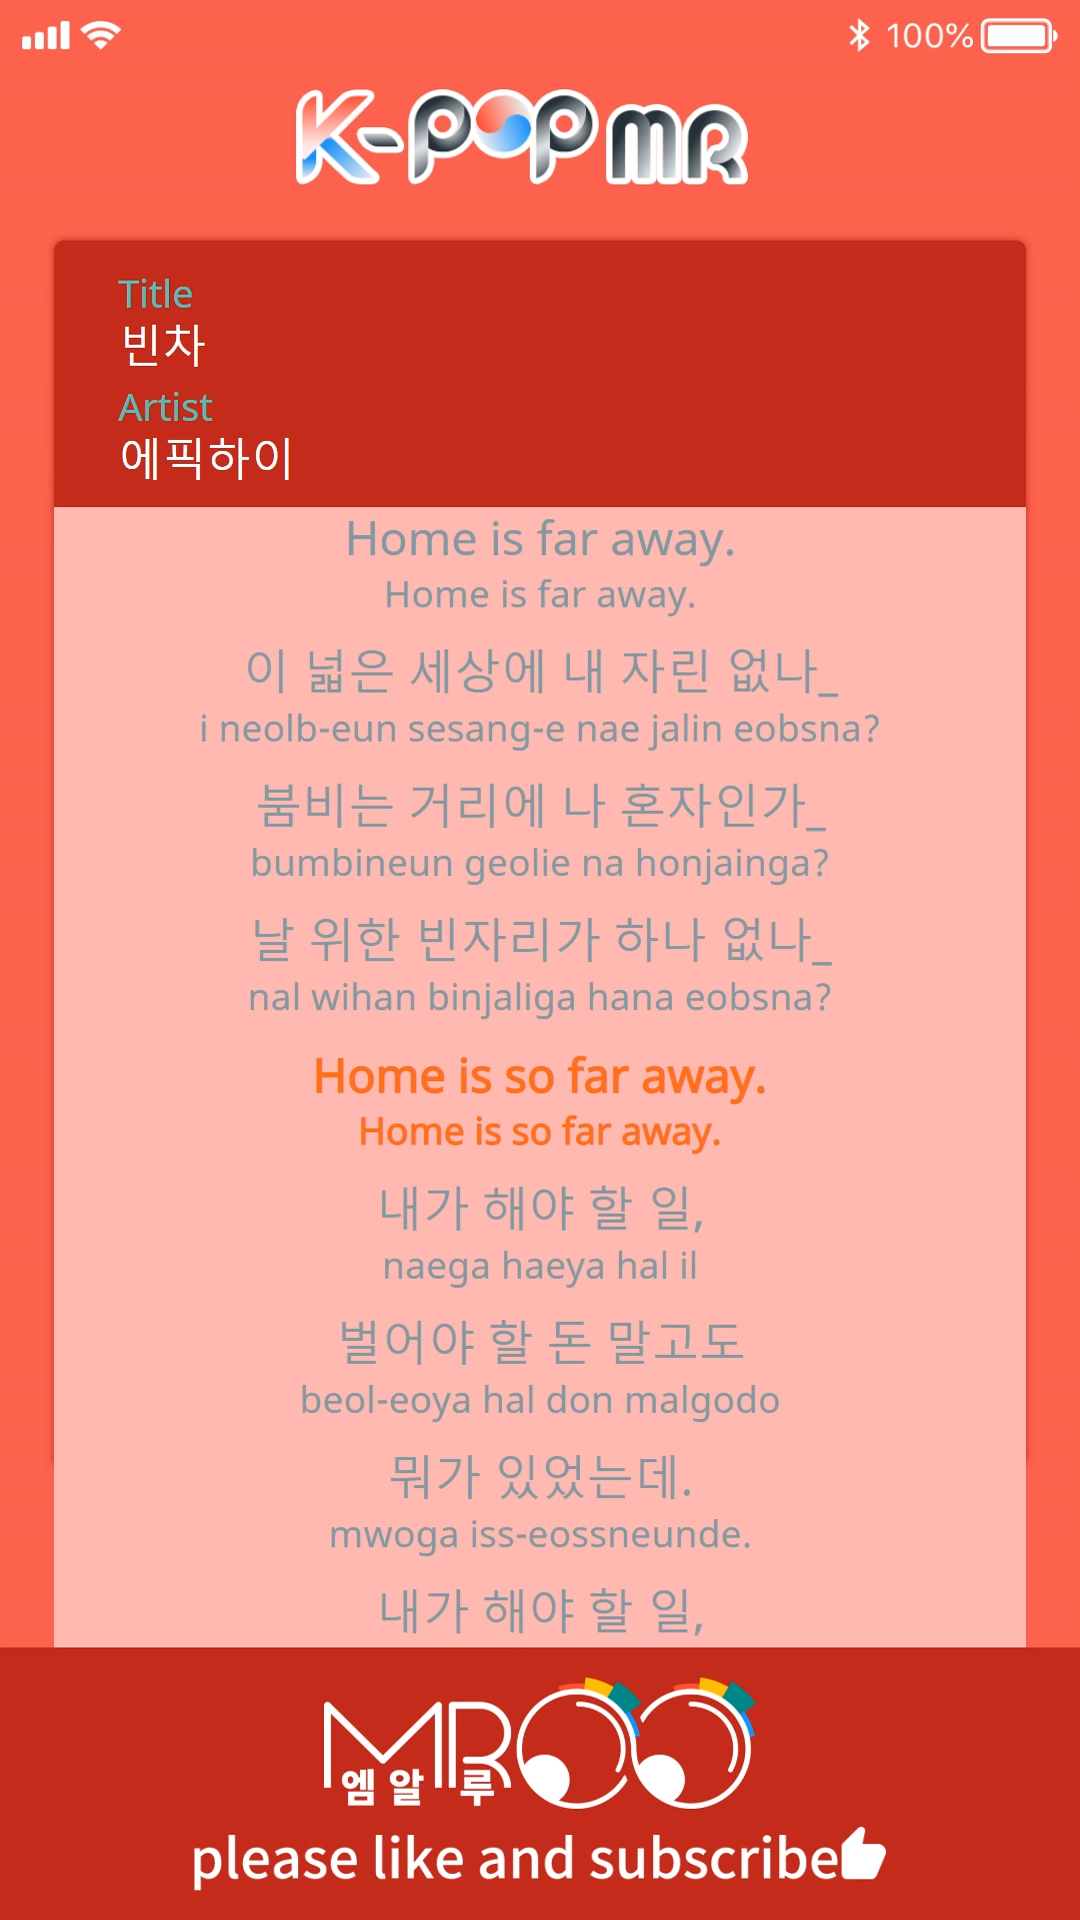 100%
K-POP MR
Title
빈차
Artist
에픽하이
Home is far away.
Home is far away.
이 넓은 세상에 내 자린 없나_
i neolb-eun sesang-e nae jalin eobsna?
붐비는 거리에 나 혼자인가_
bumbineun geolie na honjainga?
날 위한 빈자리가 하나 없나_
nal wihan binjaliga hana eobsna?
Home is so far away.
Home is so far away.
내가 해야 할 일,
naega haeya hal il
벌어야 할 돈 말고도
beol-eoya hal don malgodo
뭐가 있었는데.
mwoga iss-eossneunde.
내가 해야 할 일,
MROO
엠알루
please like and subscribe